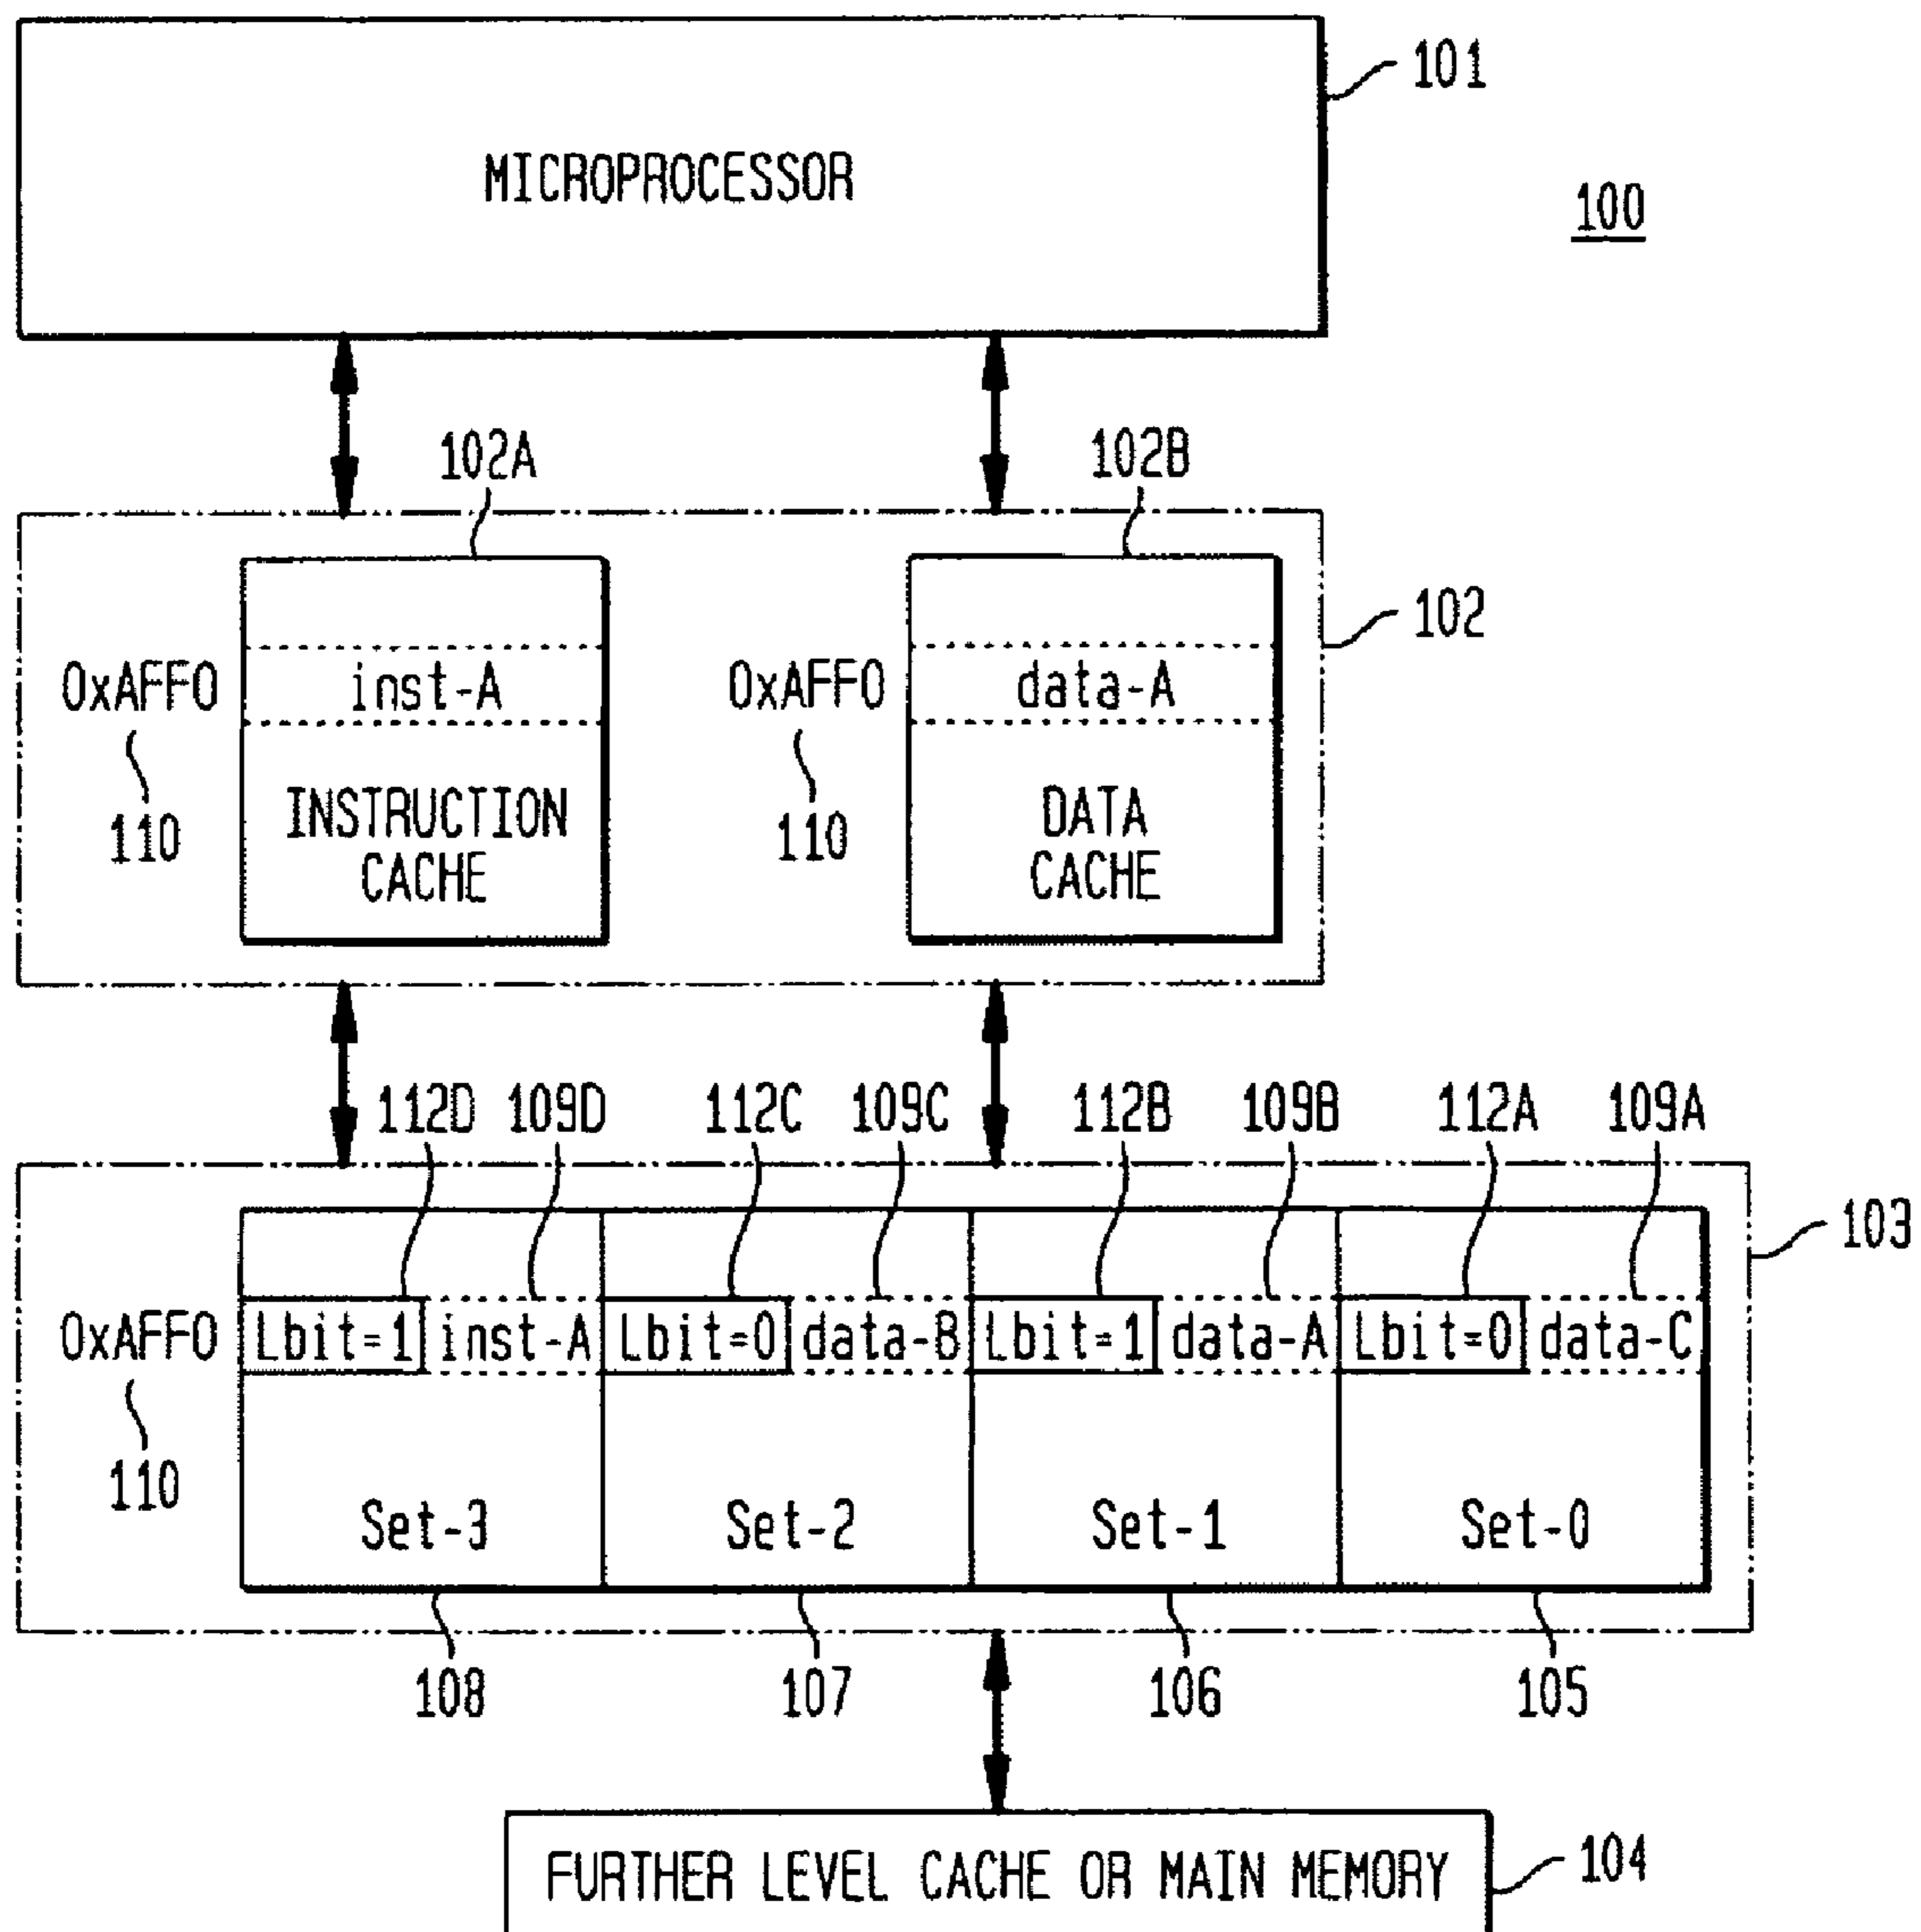 101
MICROPROCESSOR
100
102A
102B
102
0xAFF0
inst-A
0xAFF0
data-A
110
INSTRUCTION
CACHE
110
DATA
CACHE
112D 109D 112C 109C 112B 109B 112A 109A
103
0xAFF0
Lbit=1 inst-A Lbit=0 data-B Lbit=1 data-A Lbit=0 data-C
110
Set-3 Set-2 Set-1 Set-0
108 107 106 105
FURTHER LEVEL CACHE OR MAIN MEMORY
104